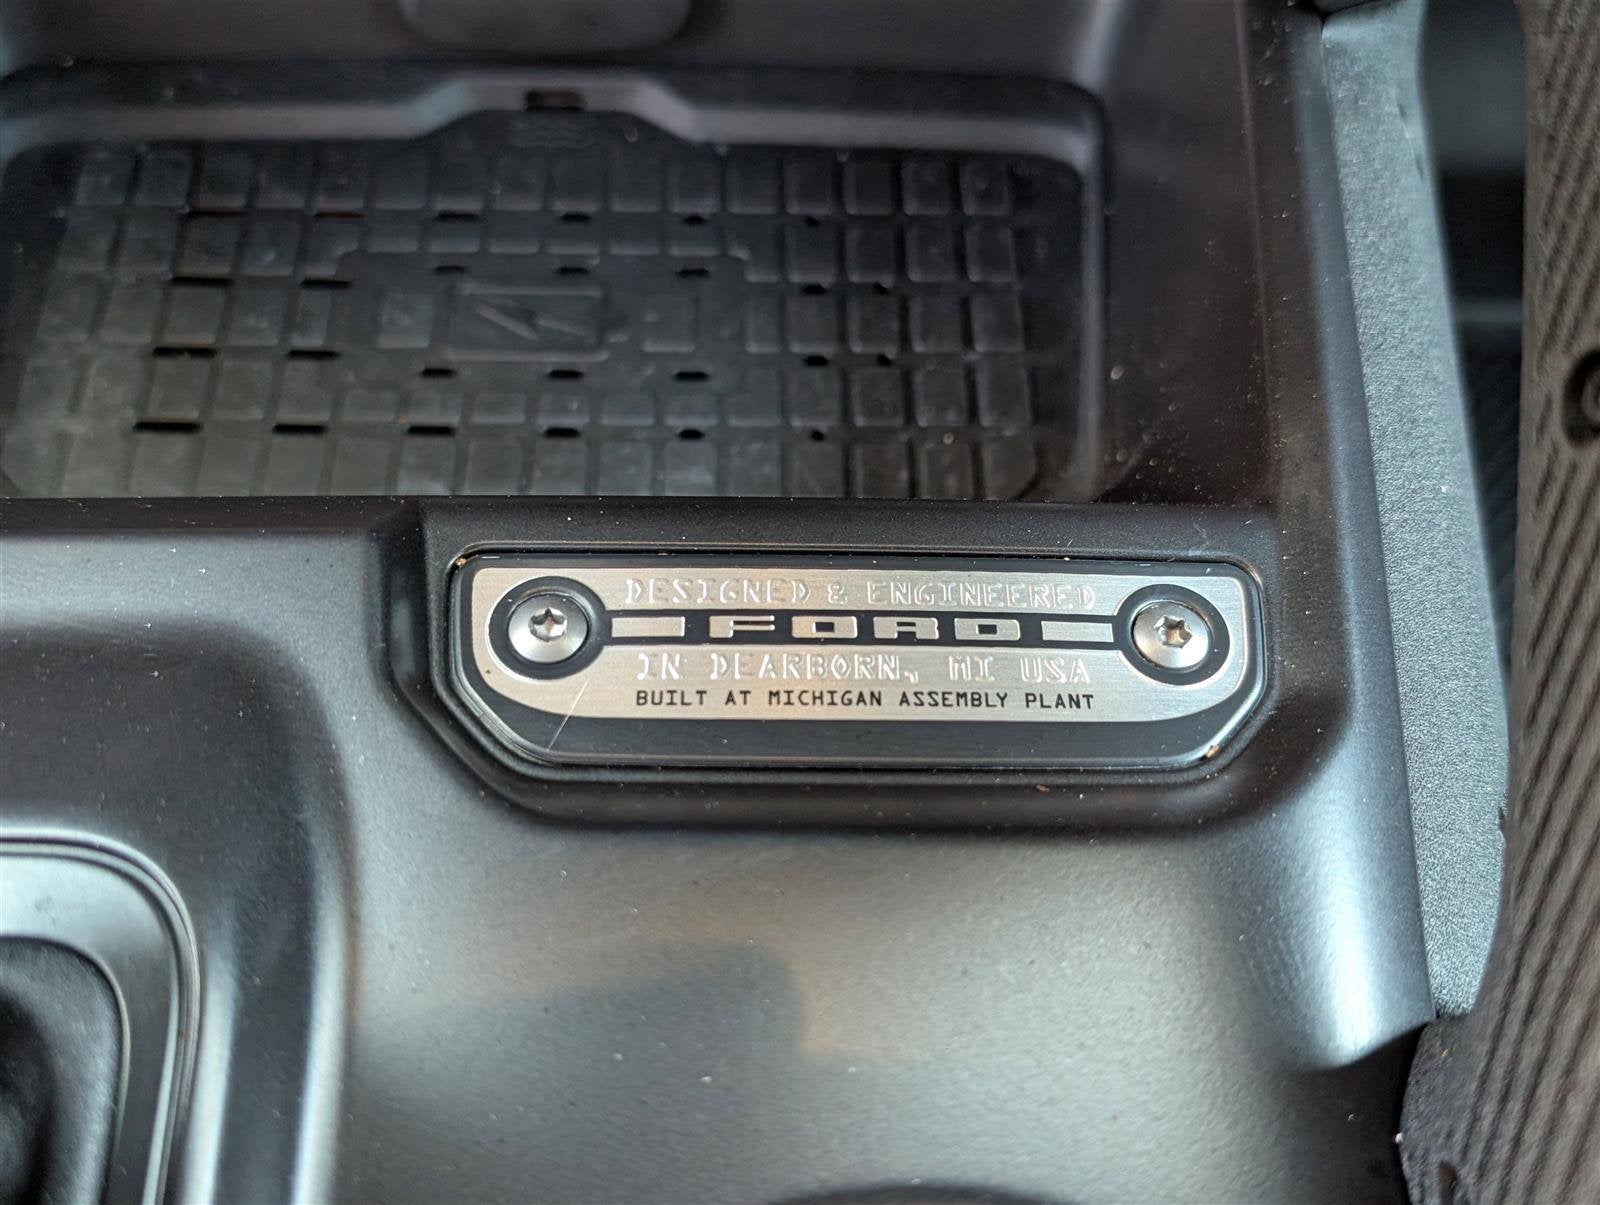 DESIGNED & ENGINEERED
FORD
IN DEARBORN, MI USA
BUILT AT MICHIGAN ASSEMBLY PLANT